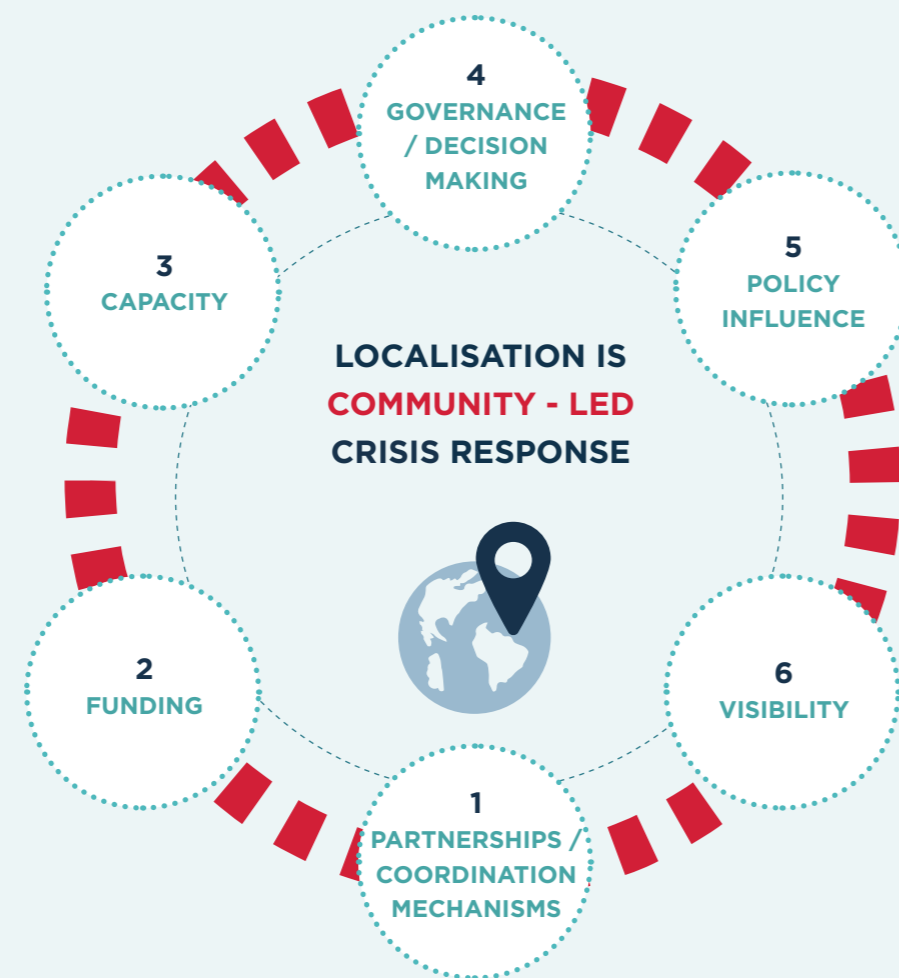 4
GOVERNANCE
/ DECISION
MAKING
3
CAPACITY
5
POLICY
INFLUENCE
LOCALISATION IS
COMMUNITY - LED
CRISIS RESPONSE
2
FUNDING
6
VISIBILITY
1
PARTNERSHIPS /
COORDINATION
MECHANISMS